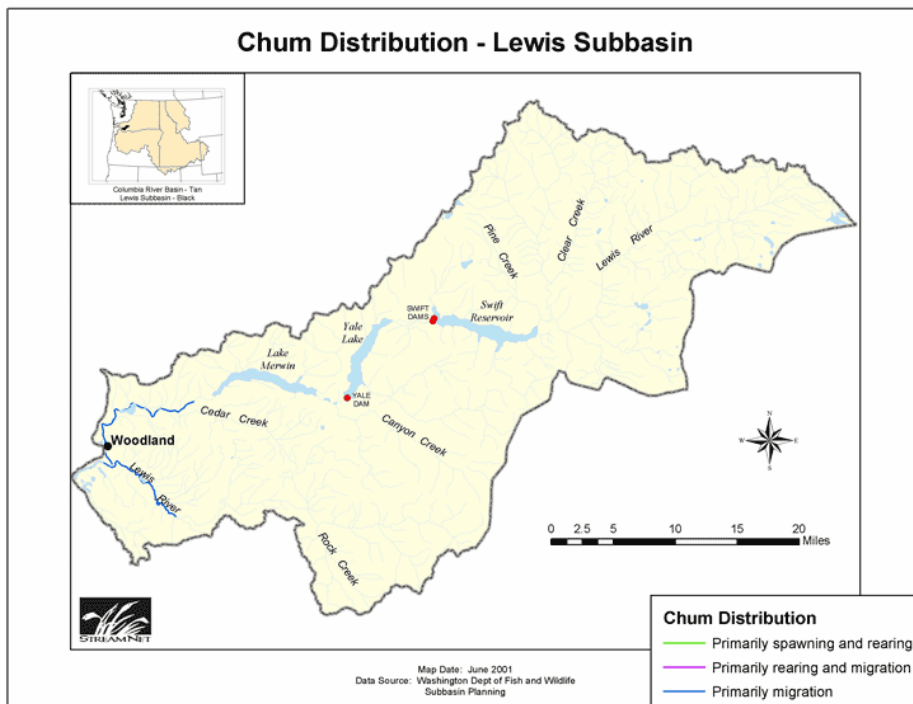 Chum Distribution - Lewis Subbasin
Columbia River Basin - Tan
Lewis Subbasin - Black
Pine Creek
Clear Creek
Lewis River
SWIFT
DAMS
Swift
Reservoir
Yale
Lake
Lake
Merwin
YALE
DAM
Cedar Creek
Canyon Creek
Woodland
Lewis River
Rock Creek
N
W
E
S
0 2.5 5 10 15 20
Miles
STREAMNET
Chum Distribution
Primarily spawning and rearing
Primarily rearing and migration
Primarily migration
Map Date: June 2001
Data Source: Washington Dept of Fish and Wildlife
Subbasin Planning